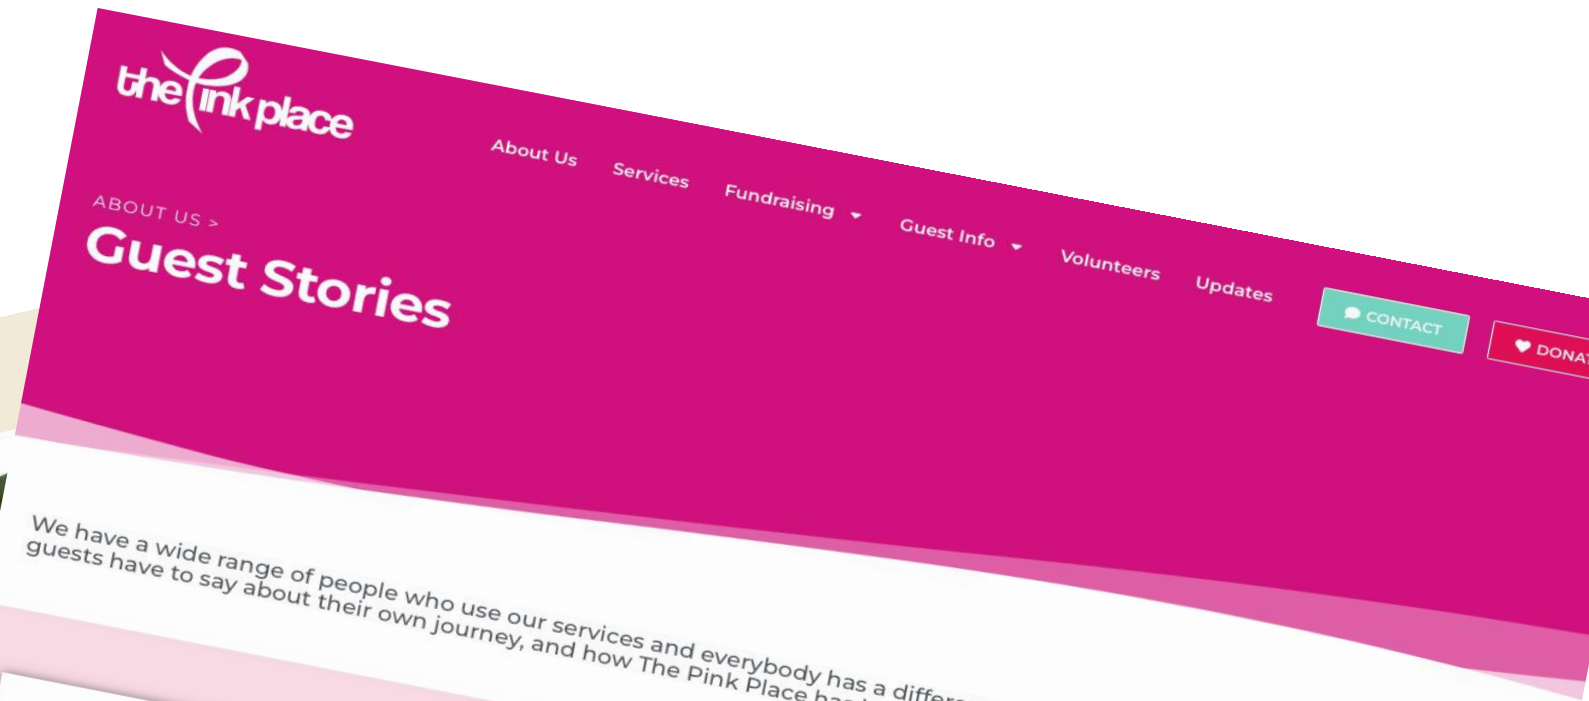 the Pink place
About Us
Services
Fundraising
Guest Info
Volunteers
Updates
CONTACT
ABOUT US >
Guest Stories
We have a wide range of people who use our services and everybody has a
guests have to say about their own journey, and how The Pink Place